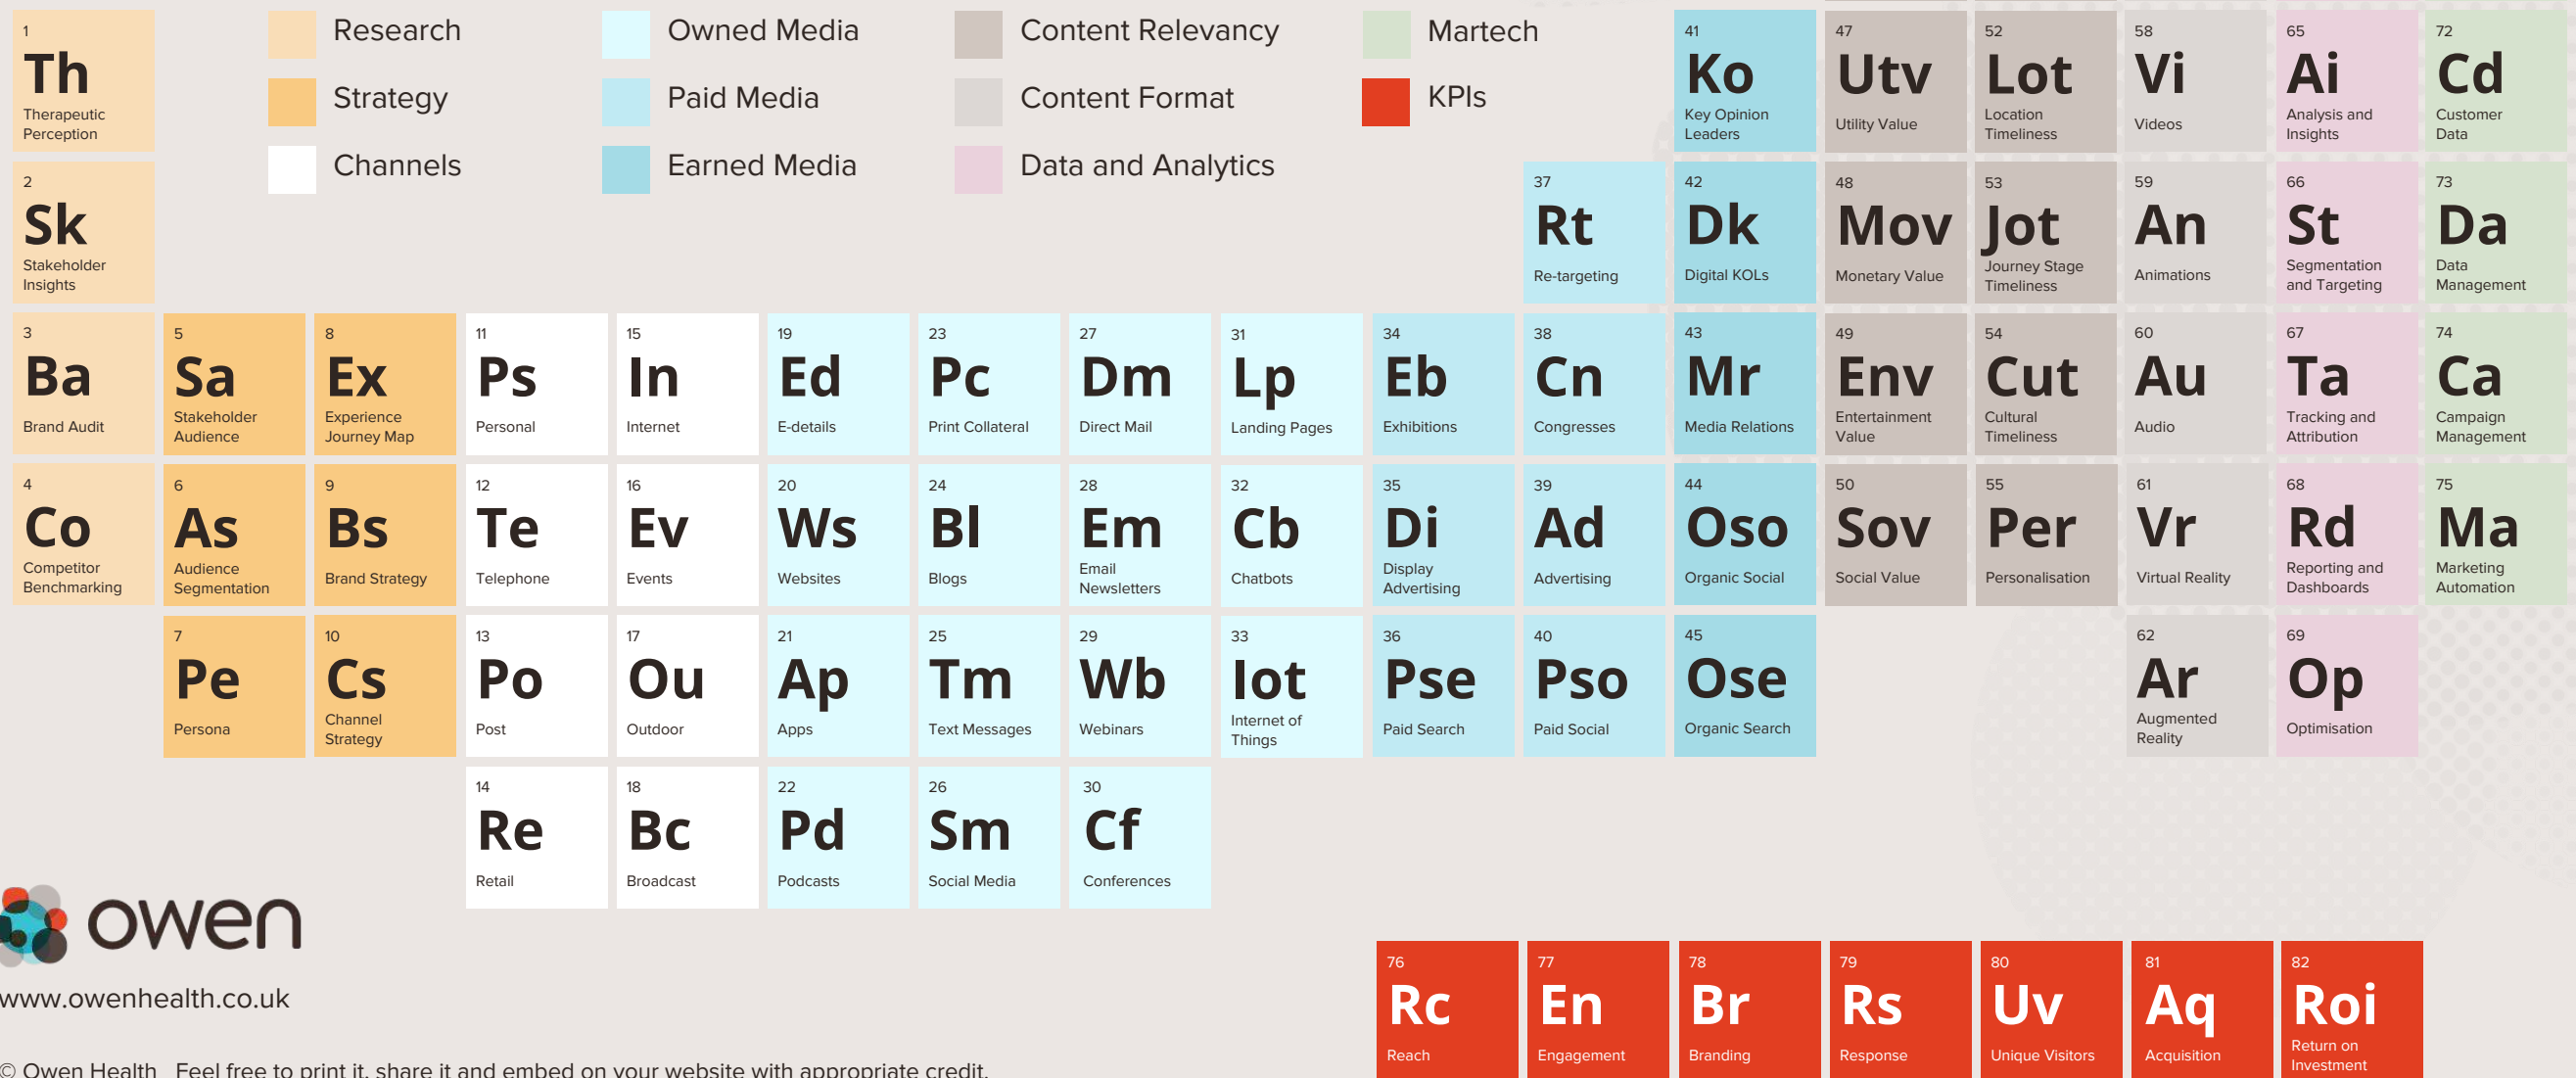 Research
Strategy
Channels
Owned Media
Paid Media
Earned Media
Content Relevancy
Content Format
Data and Analytics
Martech
KPIs
1
Th
Therapeutic
Perception
2
Sk
Stakeholder
Insights
3
Ba
Brand Audit
4
Co
Competitor
Benchmarking
5
Sa
Stakeholder
Audience
6
As
Audience
Segmentation
7
Pe
Persona
8
Ex
Experience
Journey Map
9
Bs
Brand Strategy
10
Cs
Channel
Strategy
11
Ps
Personal
12
Te
Telephone
13
Po
Post
14
Re
Retail
15
In
Internet
16
Ev
Events
17
Ou
Outdoor
18
Bc
Broadcast
19
Ed
E-details
20
Ws
Websites
21
Ap
Apps
22
Pd
Podcasts
23
Pc
Print Collateral
24
Bl
Blogs
25
Tm
Text Messages
26
Sm
Social Media
27
Dm
Direct Mail
28
Em
Email
Newsletters
29
Wb
Webinars
30
Cf
Conferences
31
Lp
Landing Pages
32
Cb
Chatbots
33
Iot
Internet of
Things
34
Eb
Exhibitions
35
Di
Display
Advertising
36
Pse
Paid Search
37
Rt
Re-targeting
38
Cn
Congresses
39
Ad
Advertising
40
Pso
Paid Social
41
Ko
Key Opinion
Leaders
42
Dk
Digital KOLs
43
Mr
Media Relations
44
Oso
Organic Social
45
Ose
Organic Search
47
Utv
Utility Value
48
Mov
Monetary Value
49
Env
Entertainment
Value
50
Sov
Social Value
52
Lot
Location
Timeliness
53
Jot
Journey Stage
Timeliness
54
Cut
Cultural
Timeliness
55
Per
Personalisation
58
Vi
Videos
59
An
Animations
60
Au
Audio
61
Vr
Virtual Reality
62
Ar
Augmented
Reality
65
Ai
Analysis and
Insights
66
St
Segmentation
and Targeting
67
Ta
Tracking and
Attribution
68
Rd
Reporting and
Dashboards
69
Op
Optimisation
72
Cd
Customer
Data
73
Da
Data
Management
74
Ca
Campaign
Management
75
Ma
Marketing
Automation
76
Rc
Reach
77
En
Engagement
78
Br
Branding
79
Rs
Response
80
Uv
Unique Visitors
81
Aq
Acquisition
82
Roi
Return on
Investment
owen
www.owenhealth.co.uk
© Owen Health Feel free to print it, share it and embed on your website with appropriate credit.